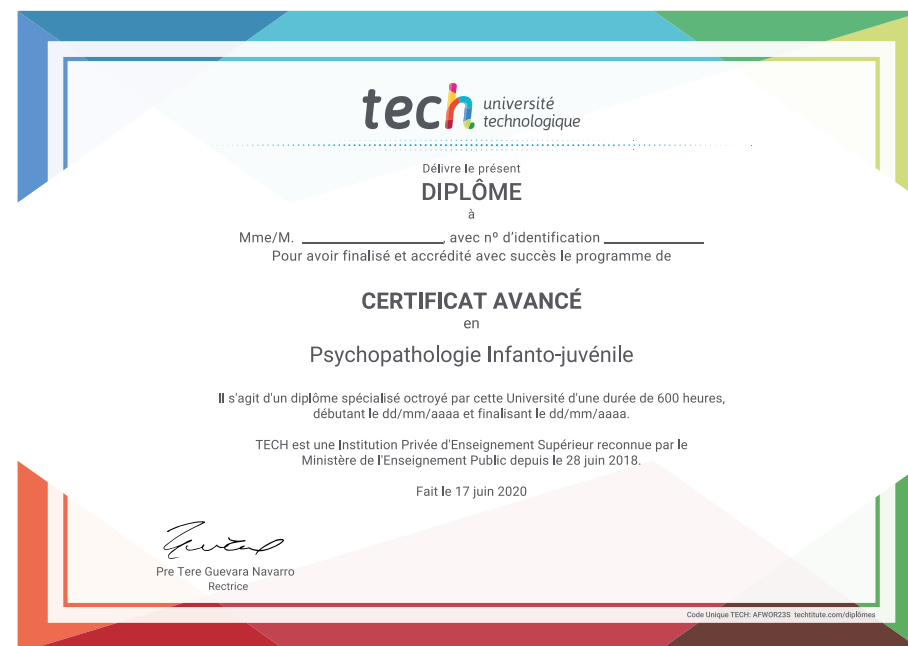 tech université
technologique
Délivre le présent
DIPLÔME
à
Mme/M. ____________________, avec nº d'identification ______________
Pour avoir finalisé et accrédité avec succès le programme de
CERTIFICAT AVANCÉ
en
Psychopathologie Infanto-juvénile
Il s'agit d'un diplôme spécialisé octroyé par cette Université d'une durée de 600 heures,
débutant le dd/mm/aaaa et finalisant le dd/mm/aaaa.
TECH est une Institution Privée d'Enseignement Supérieur reconnue par le
Ministère de l'Enseignement Public depuis le 28 juin 2018.
Fait le 17 juin 2020
Pre Tere Guevara Navarro
Rectrice
Code Unique TECH: AFWOR23S techtitute.com/diplômes